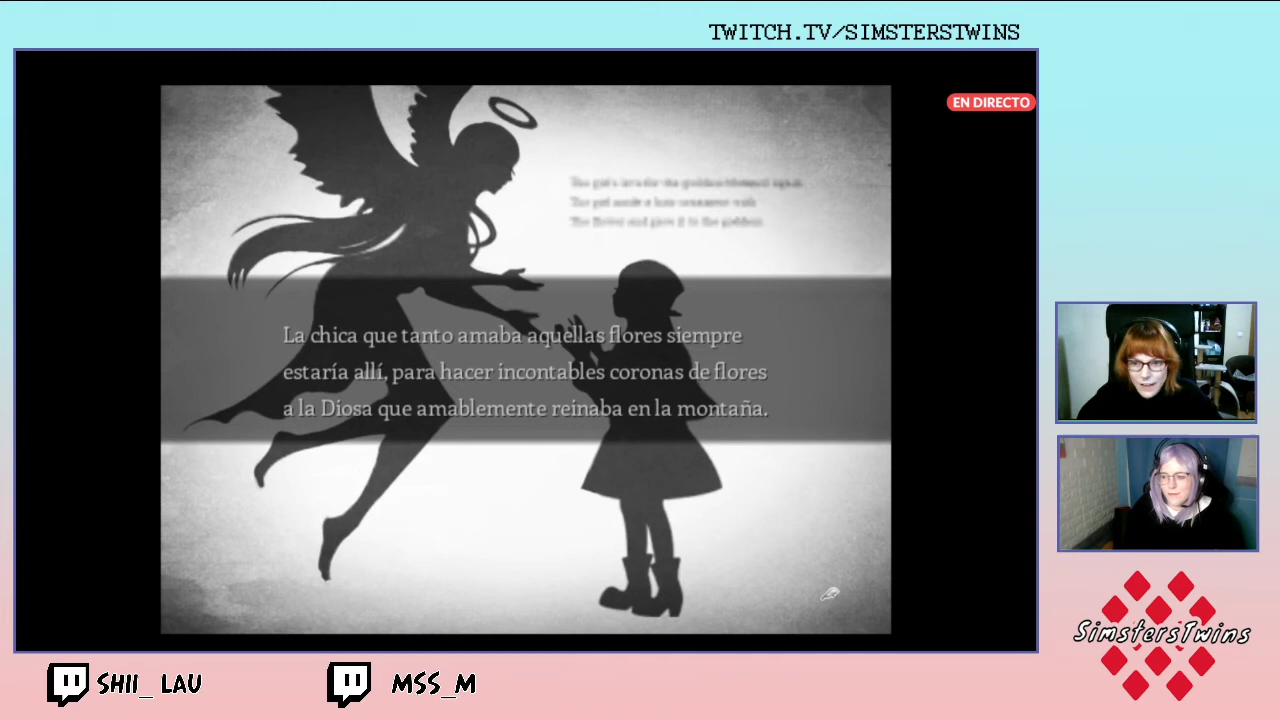 TWITCH.TV/SIMSTERSTWINS
EN DIRECTO
La chica que tanto amaba aquellas flores siempre
estaría allí, para hacer incontables coronas de flores
a la Diosa que amablemente reinaba en la montaña.
SimstersTwins
SHII_LAU
MSS_M